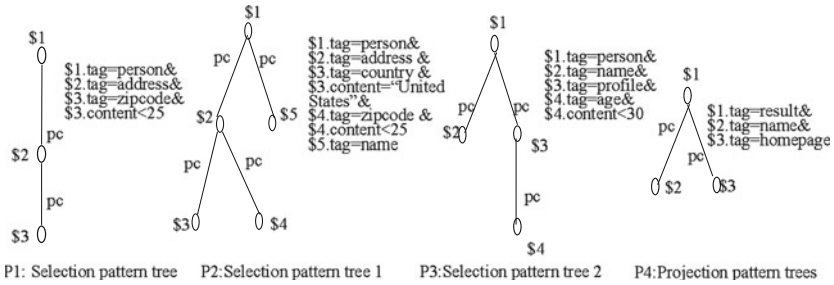 $1
$1.tag=person&
$2.tag=address&
$3.tag=zipcode&
$3.content<25
pc
$2
pc
$3
P1: Selection pattern tree
$1
pc
pc
$1.tag=person&
$2.tag=address &
$3.tag=country &
$3.content=“United
States”&
$4.tag=zipcode &
$4.content<25
$5.tag=name
$2
$5
pc
pc
$3
$4
P2:Selection pattern tree 1
$1
$1.tag=person&
$2.tag=name&
$3.tag=profile&
$4.tag=age&
$4.content<30
pc
pc
$2
$3
pc
$4
P3:Selection pattern tree 2
$1
$1.tag=result&
$2.tag=name&
$3.tag=homepage
pc
pc
$2
$3
P4:Projection pattern trees